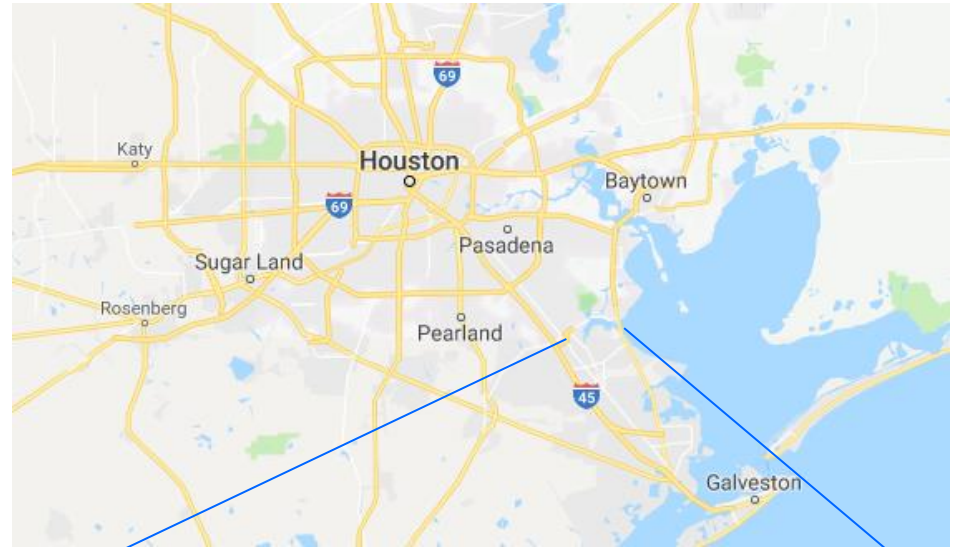 69
Katy
Houston
Baytown
69
Pasadena
Sugar Land
Rosenberg
Pearland
45
Galveston